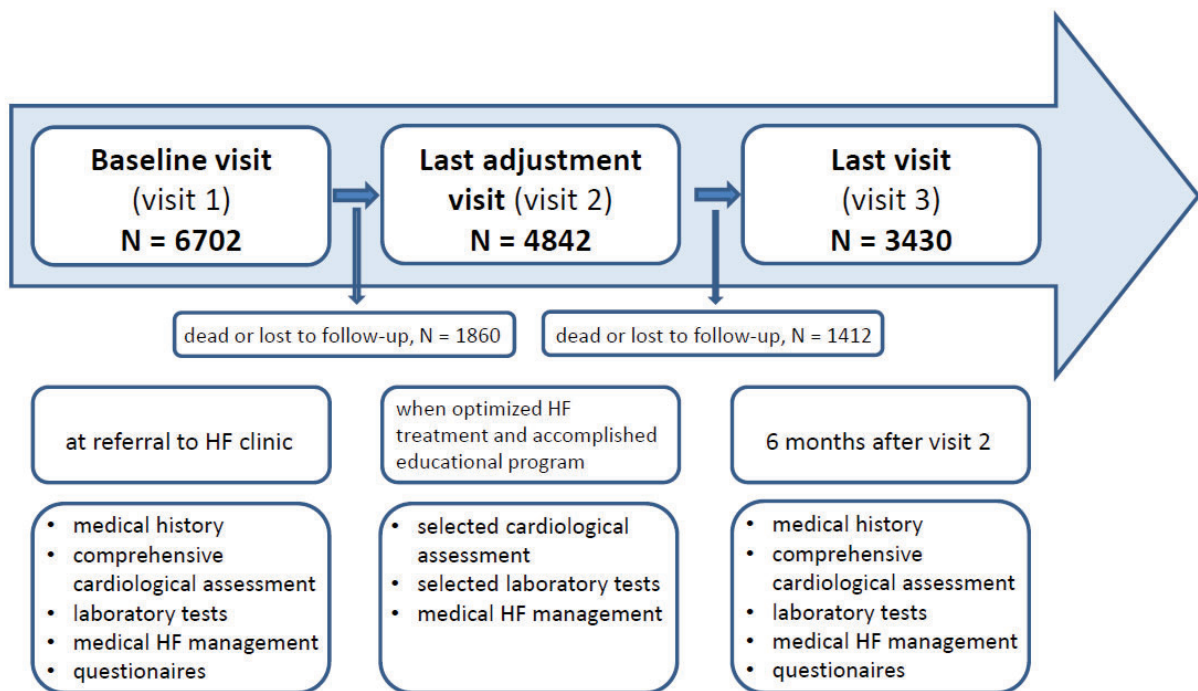 Baseline visit
(visit 1)
N = 6702
Last adjustment
visit (visit 2)
N = 4842
Last visit
(visit 3)
N = 3430
dead or lost to follow-up, N = 1860
dead or lost to follow-up, N = 1412
at referral to HF clinic
when optimized HF
treatment and accomplished
educational program
6 months after visit 2
• medical history
• comprehensive
cardiological assessment
• laboratory tests
• medical HF management
• questionaires
• selected cardiological
assessment
• selected laboratory tests
• medical HF management
• medical history
• comprehensive
cardiological assessment
• laboratory tests
• medical HF management
• questionaires